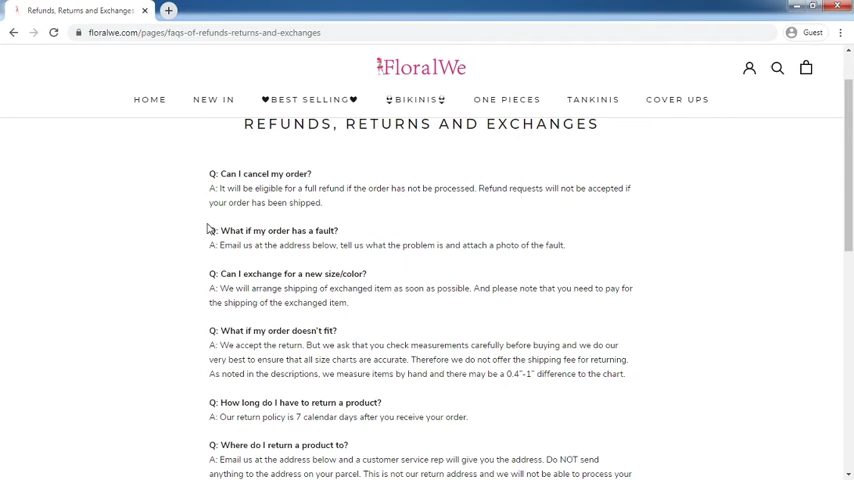 Refunds, Returns and Exchanges
floralwe.com/pages/faqs-of-refunds-returns-and-exchanges
Guest
FloralWe
HOME NEW IN ♥BEST SELLING♥ 👙BIKINIS👙 ONE PIECES TANKINIS COVER UPS
REFUNDS, RETURNS AND EXCHANGES
Q: Can I cancel my order?
A: It will be eligible for a full refund if the order has not be processed. Refund requests will not be accepted if
your order has been shipped.
Q: What if my order has a fault?
A: Email us at the address below, tell us what the problem is and attach a photo of the fault.
Q: Can I exchange for a new size/color?
A: We will arrange shipping of exchanged item as soon as possible. And please note that you need to pay for
the shipping of the exchanged item.
Q: What if my order doesn't fit?
A: We accept the return. But we ask that you check measurements carefully before buying and we do our
very best to ensure that all size charts are accurate. Therefore we do not offer the shipping fee for returning.
As noted in the descriptions, we measure items by hand and there may be a 0.4"-1" difference to the chart.
Q: How long do I have to return a product?
A: Our return policy is 7 calendar days after you receive your order.
Q: Where do I return a product to?
A: Email us at the address below and a customer service rep will give you the address. Do NOT send
anything to the address on your parcel. This is not our return address and we will not be able to process your